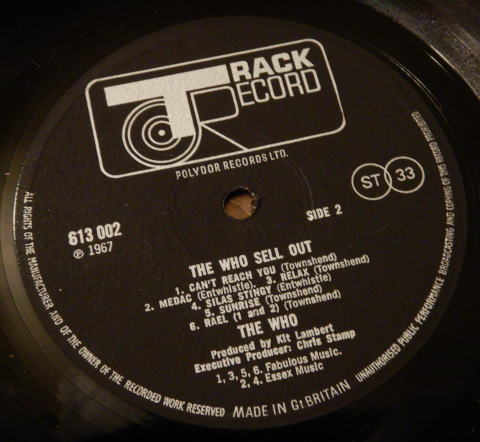 TRACK
RECORD
POLYDOR RECORDS LTD.
ST 33
613 002
℗ 1967
SIDE 2
THE WHO SELL OUT
1. CAN'T REACH YOU (Townshend)
2. MEDAC (Entwhistle). 3. RELAX (Townshend)
4. SILAS STINGY (Entwhistle)
5. SUNRISE (Townshend)
6. RAEL (1 and 2) (Townshend)
THE WHO
Produced by Kit Lambert
Executive Producer: Chris Stamp
1, 3, 5, 6. Fabulous Music.
2, 4. Essex Music
ALL RIGHTS OF THE MANUFACTURER AND OF THE OWNER OF THE RECORDED WORK RESERVED
MADE IN Gt BRITAIN
UNAUTHORISED PUBLIC PERFORMANCE BROADCASTING AND COPYING OF THIS RECORD PROHIBITED